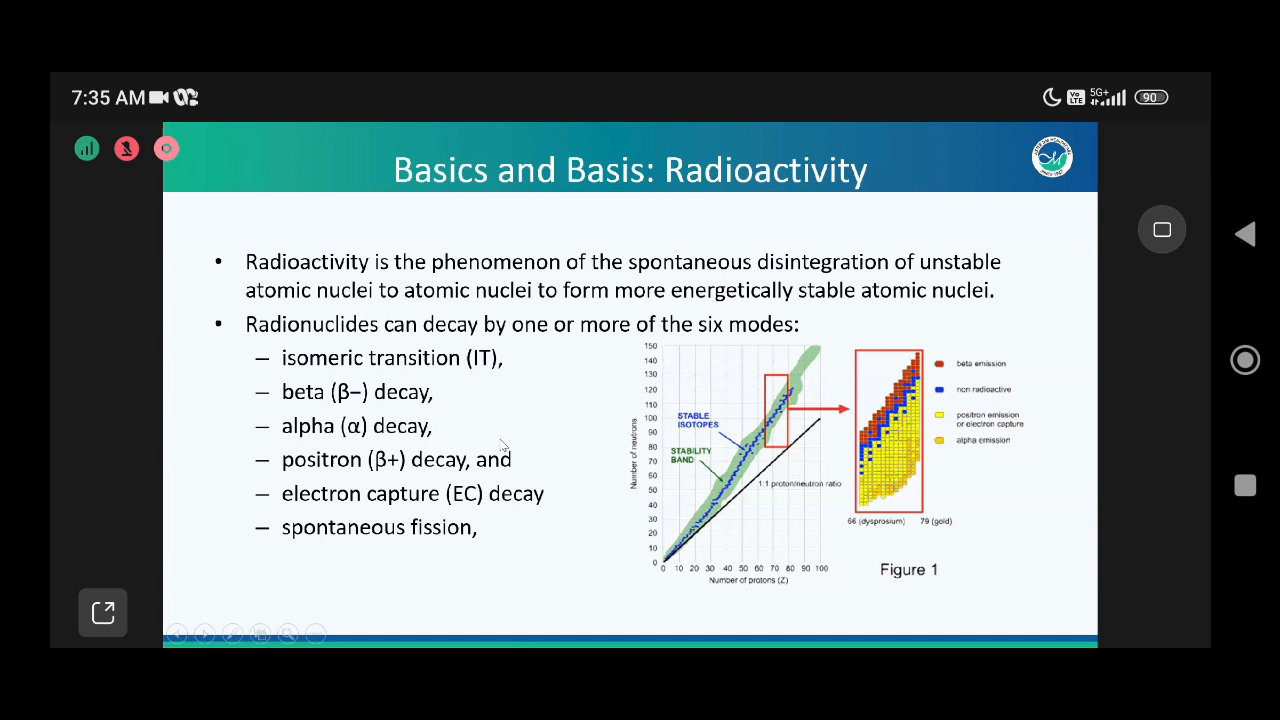 7:35 AM
5G+
Vo
LTE
90
Basics and Basis: Radioactivity
• Radioactivity is the phenomenon of the spontaneous disintegration of unstable
atomic nuclei to atomic nuclei to form more energetically stable atomic nuclei.
• Radionuclides can decay by one or more of the six modes:
– isomeric transition (IT),
– beta (β−) decay,
– alpha (α) decay,
– positron (β+) decay, and
– electron capture (EC) decay
– spontaneous fission,
Number of neutrons
150
140
130
120
110
100
90
80
70
60
50
40
30
20
10
0
STABLE
ISOTOPES
STABILITY
BAND
1:1 proton/neutron ratio
0 10 20 30 40 50 60 70 80 90 100
Number of protons (Z)
beta emission
non radioactive
positron emission
or electron capture
alpha emission
66 (dysprosium) 79 (gold)
Figure 1